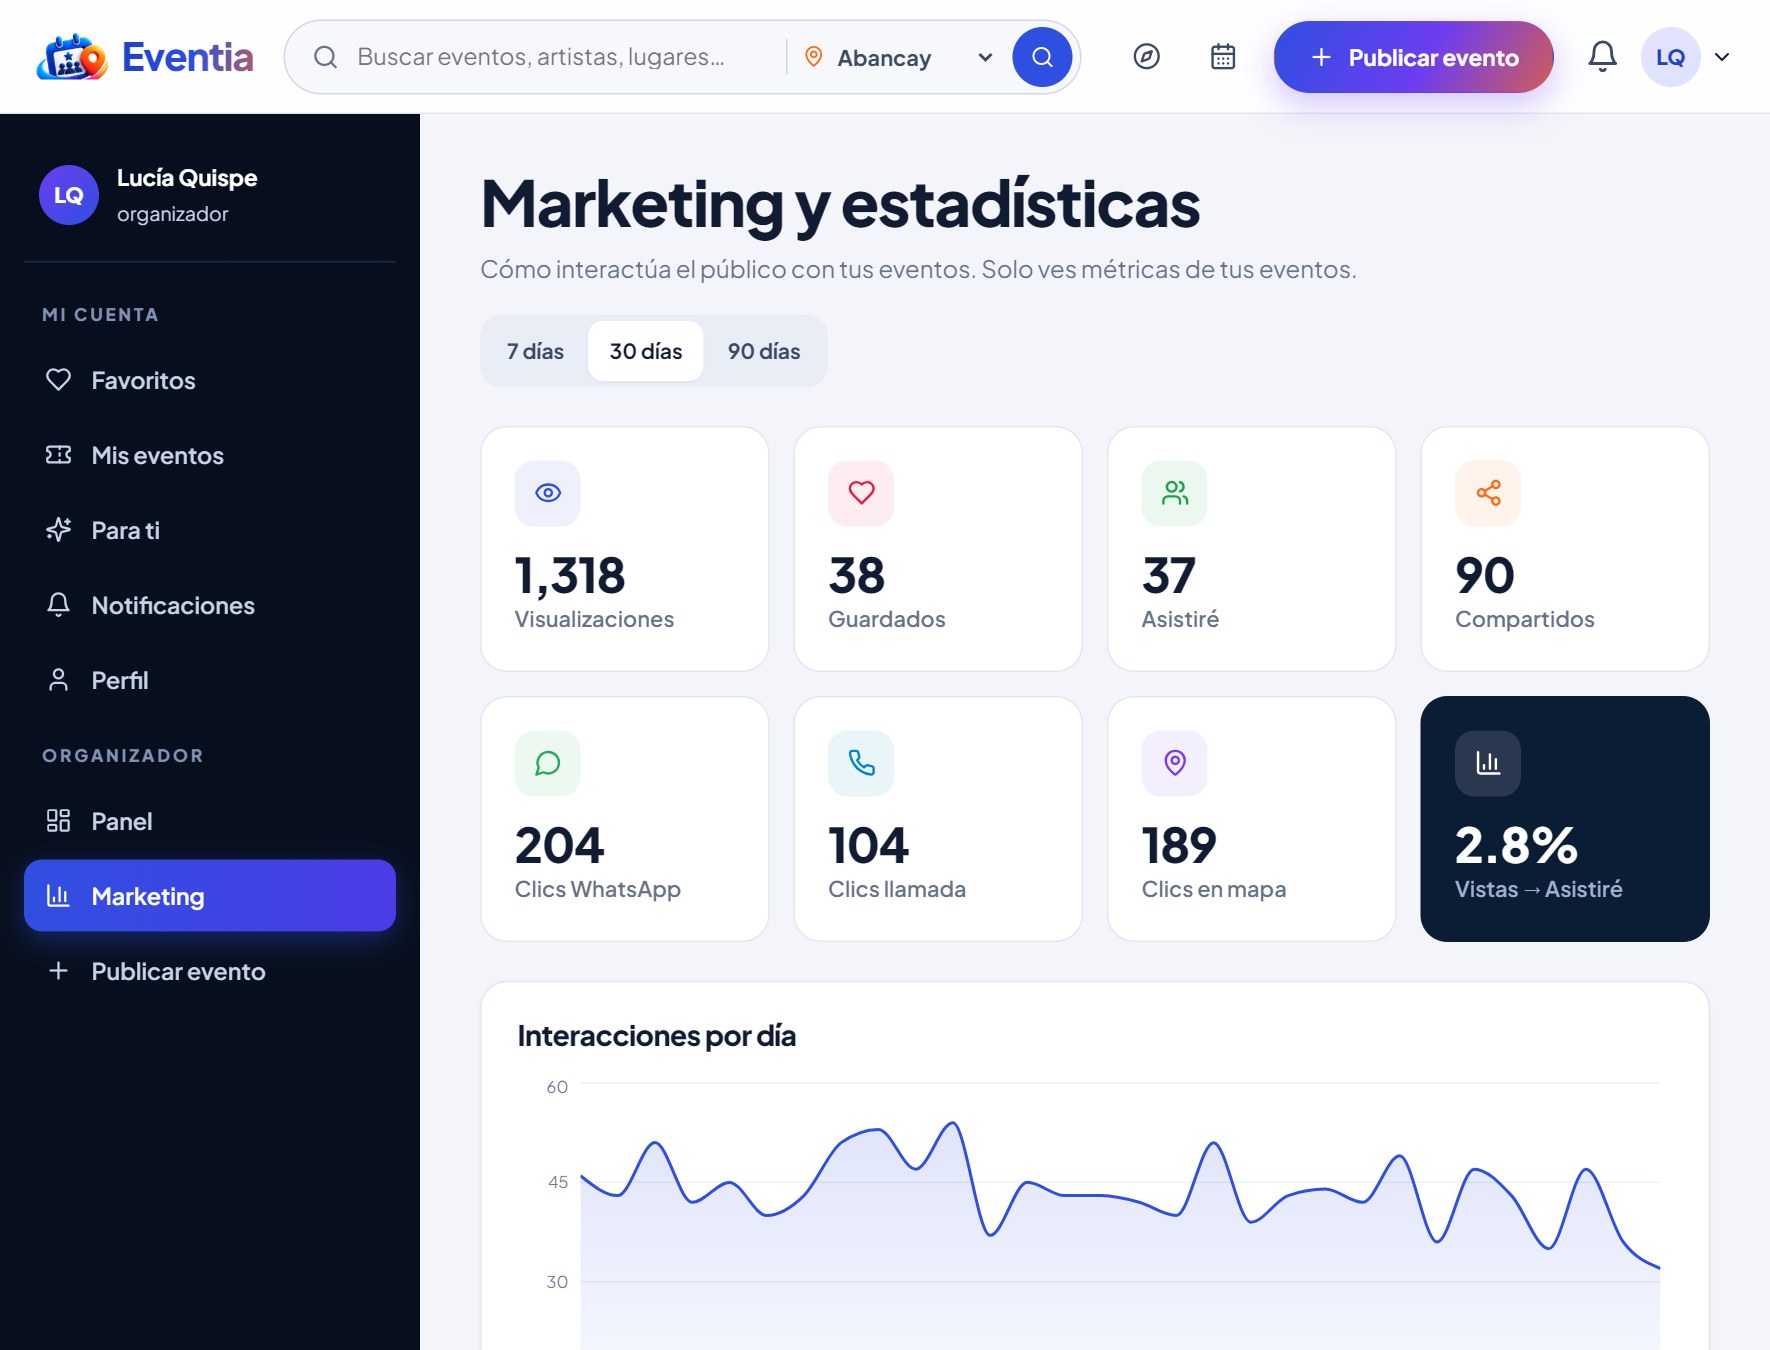 Eventia
Buscar eventos, artistas, lugares...
Abancay
Publicar evento
LQ
LQ
Lucía Quispe
organizador
MI CUENTA
Favoritos
Mis eventos
Para ti
Notificaciones
Perfil
ORGANIZADOR
Panel
Marketing
Publicar evento
Marketing y estadísticas
Cómo interactúa el público con tus eventos. Solo ves métricas de tus eventos.
7 días 30 días 90 días
1,318
Visualizaciones
38
Guardados
37
Asistiré
90
Compartidos
204
Clics WhatsApp
104
Clics llamada
189
Clics en mapa
2.8%
Vistas → Asistiré
Interacciones por día
60
45
30